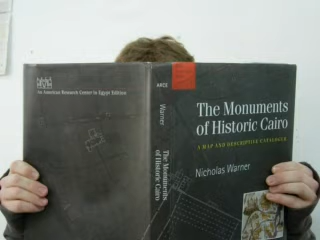 The American Research Center in Egypt Edition
ARCE
Warner
The Monuments
of Historic Cairo
The Monuments
of Historic Cairo
A MAP AND DESCRIPTIVE CATALOGUE
Nicholas Warner